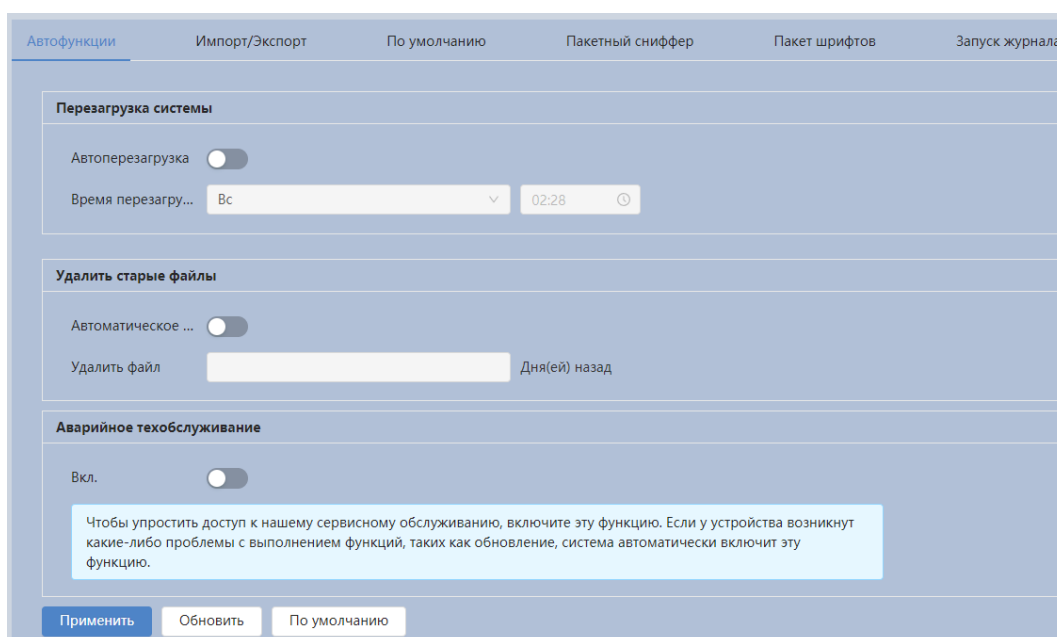 Автофункции Импорт/Экспорт По умолчанию Пакетный сниффер Пакет шрифтов Запуск журнала
Перезагрузка системы
Автоперезагрузка
Время перезагру... Вс 02:28
Удалить старые файлы
Автоматическое ...
Удалить файл Дня(ей) назад
Аварийное техобслуживание
Вкл.
Чтобы упростить доступ к нашему сервисному обслуживанию, включите эту функцию. Если у устройства возникнут
какие-либо проблемы с выполнением функций, таких как обновление, система автоматически включит эту
функцию.
Применить Обновить По умолчанию